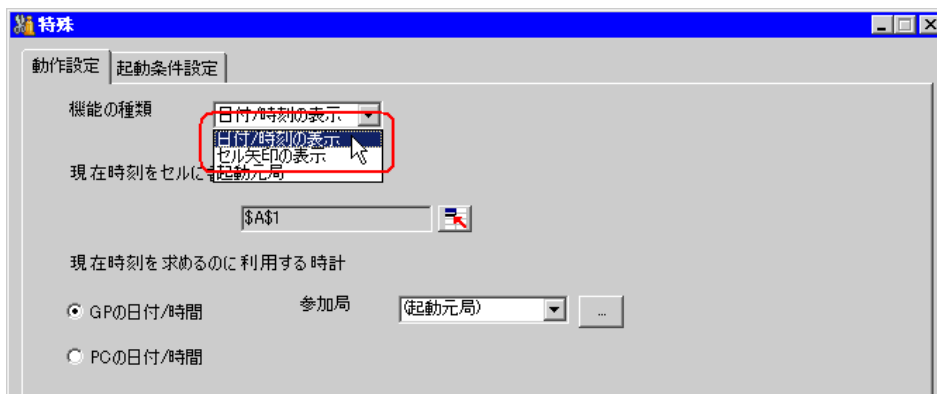 特殊
動作設定 起動条件設定
機能の種類 日付/時刻の表示
日付/時刻の表示
セル矢印の表示
現在時刻をセルに 起動元局
$A$1
現在時刻を求めるのに利用する時計
GPの日付/時間 参加局 (起動元局) ...
PCの日付/時間